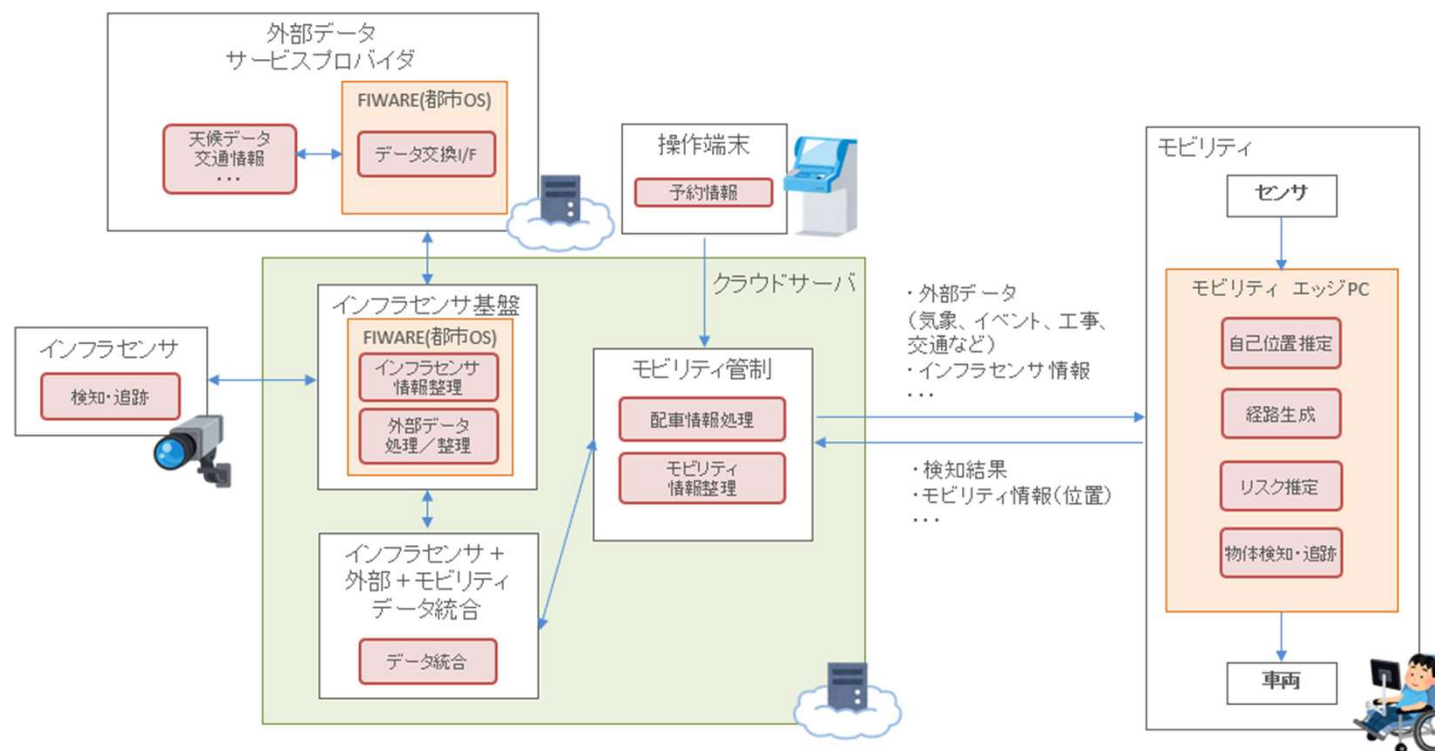 外部データ
サービスプロバイダ
FIWARE(都市OS)
天候データ
交通情報
・・・
データ交換I/F
操作端末
予約情報
クラウドサーバ
インフラセンサ基盤
FIWARE(都市OS)
インフラセンサ
情報整理
外部データ
処理/整理
インフラセンサ
検知・追跡
インフラセンサ+
外部+モビリティ
データ統合
データ統合
モビリティ管制
配車情報処理
モビリティ
情報整理
・外部データ
(気象、イベント、工事、
交通など)
・インフラセンサ情報
・・・
・検知結果
・モビリティ情報(位置)
・・・
モビリティ
センサ
モビリティ エッジPC
自己位置推定
経路生成
リスク推定
物体検知・追跡
車両